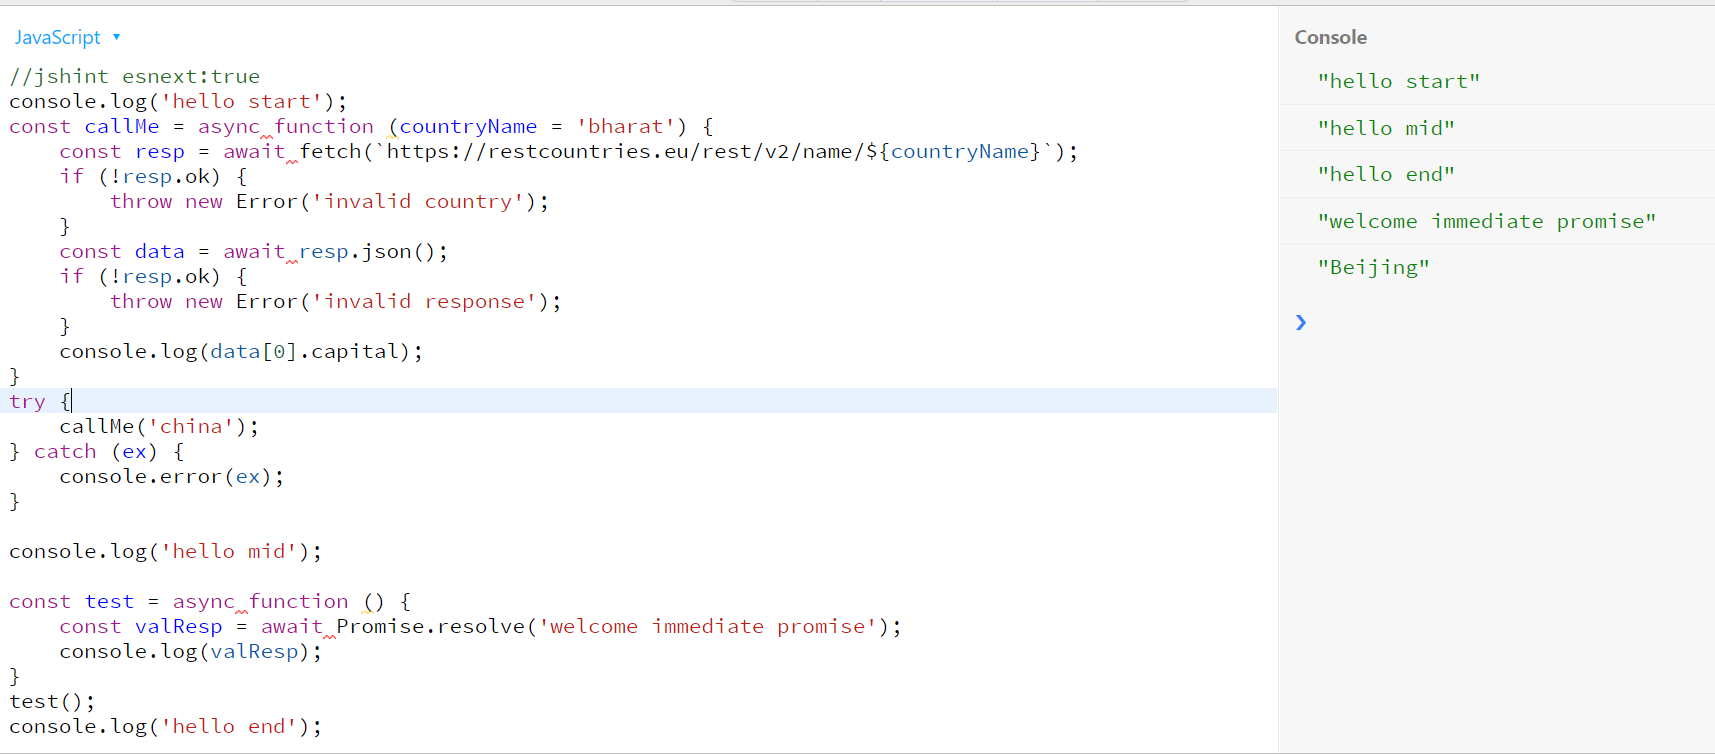 JavaScript
//jshint esnext:true
console.log('hello start');
const callMe = async function (countryName = 'bharat') {
    const resp = await fetch(`https://restcountries.eu/rest/v2/name/${countryName}`);
    if (!resp.ok) {
        throw new Error('invalid country');
    }
    const data = await resp.json();
    if (!resp.ok) {
        throw new Error('invalid response');
    }
    console.log(data[0].capital);
}
try {
    callMe('china');
} catch (ex) {
    console.error(ex);
}
console.log('hello mid');
const test = async function () {
    const valResp = await Promise.resolve('welcome immediate promise');
    console.log(valResp);
}
test();
console.log('hello end');
Console
"hello start"
"hello mid"
"hello end"
"welcome immediate promise"
"Beijing"